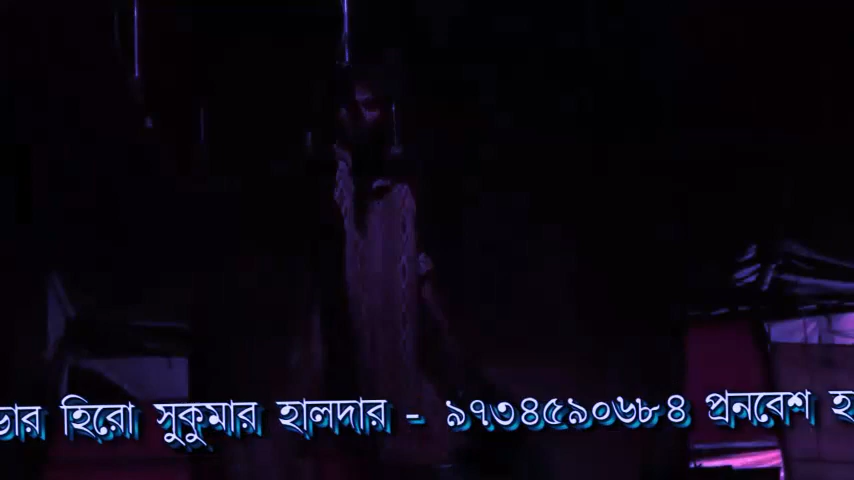 ডার হিরো সুকুমার হালদার - ৯৭৩৪৫৯০৬৮৪ প্রনবেশ হ